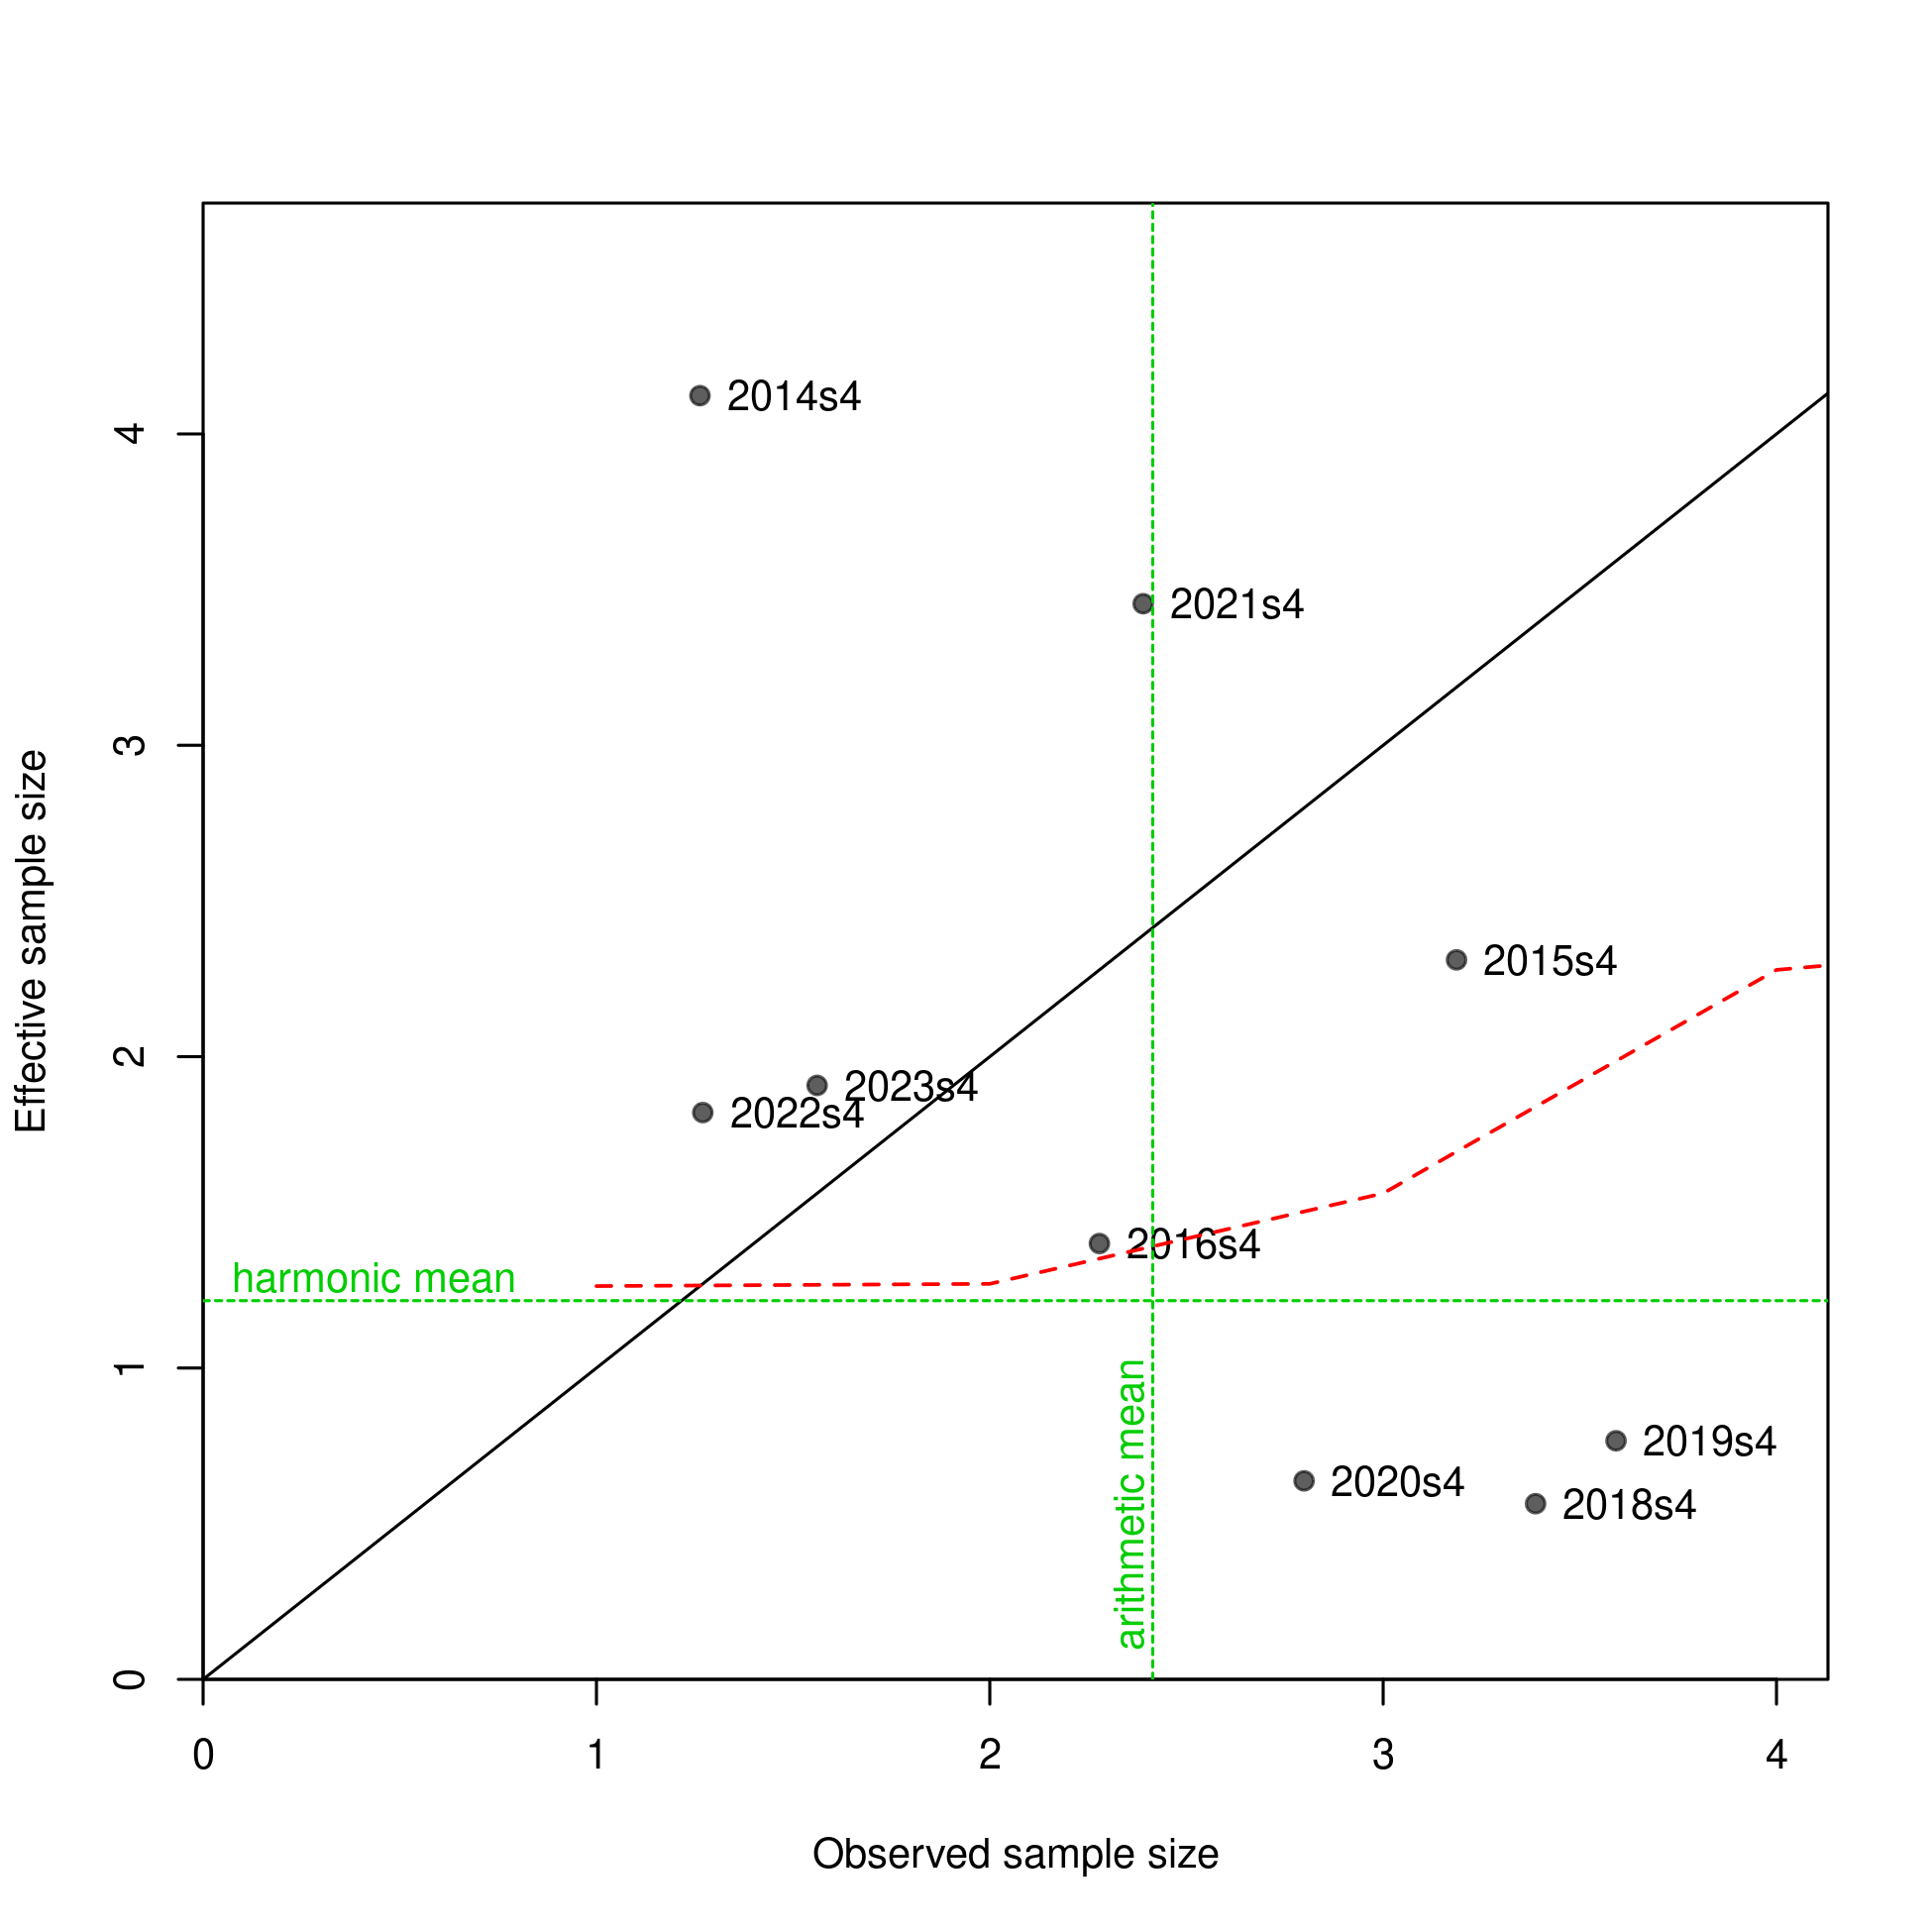 2014s4
4
2021s4
3
Effective sample size
2015s4
2
2023s4
2022s4
2016s4
harmonic mean
1
arithmetic mean
2019s4
2020s4
2018s4
0
0 1 2 3 4
Observed sample size